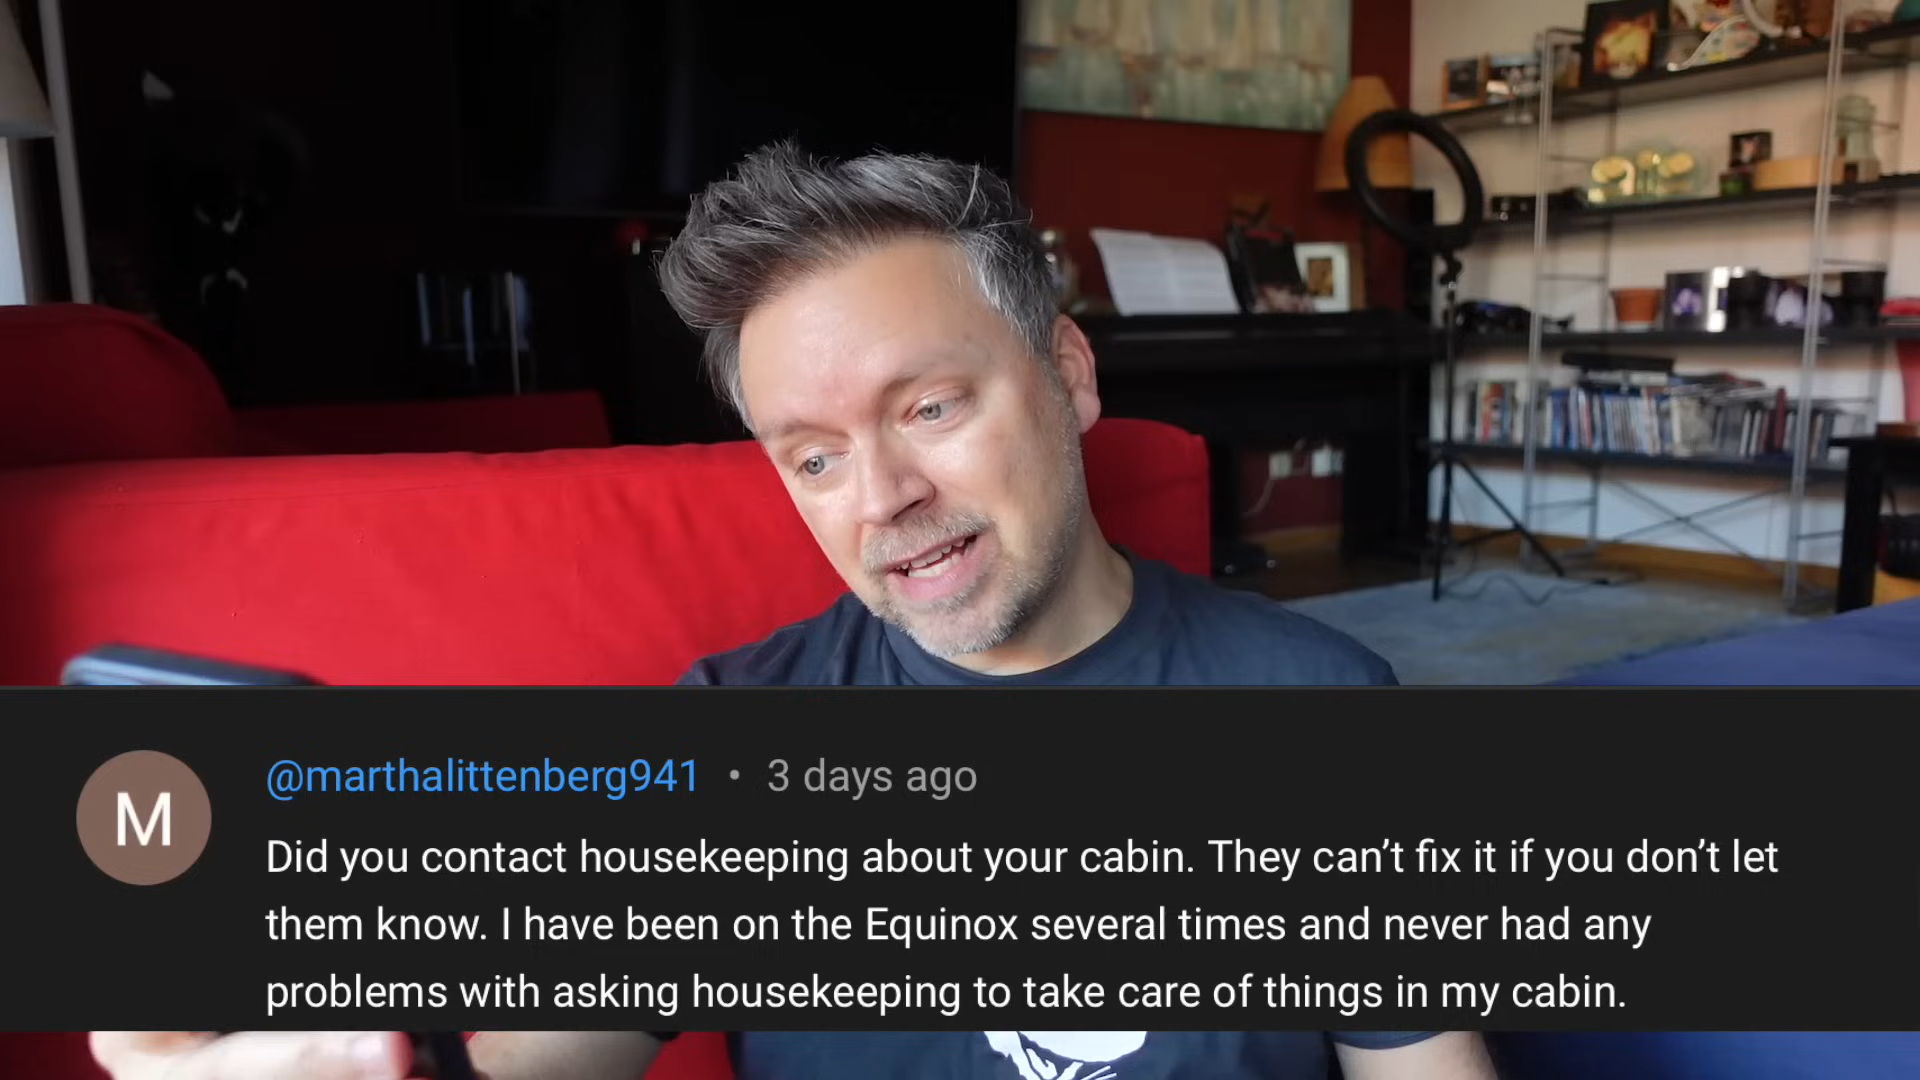 M
@marthalittenberg941 • 3 days ago
Did you contact housekeeping about your cabin. They can’t fix it if you don’t let
them know. I have been on the Equinox several times and never had any
problems with asking housekeeping to take care of things in my cabin.